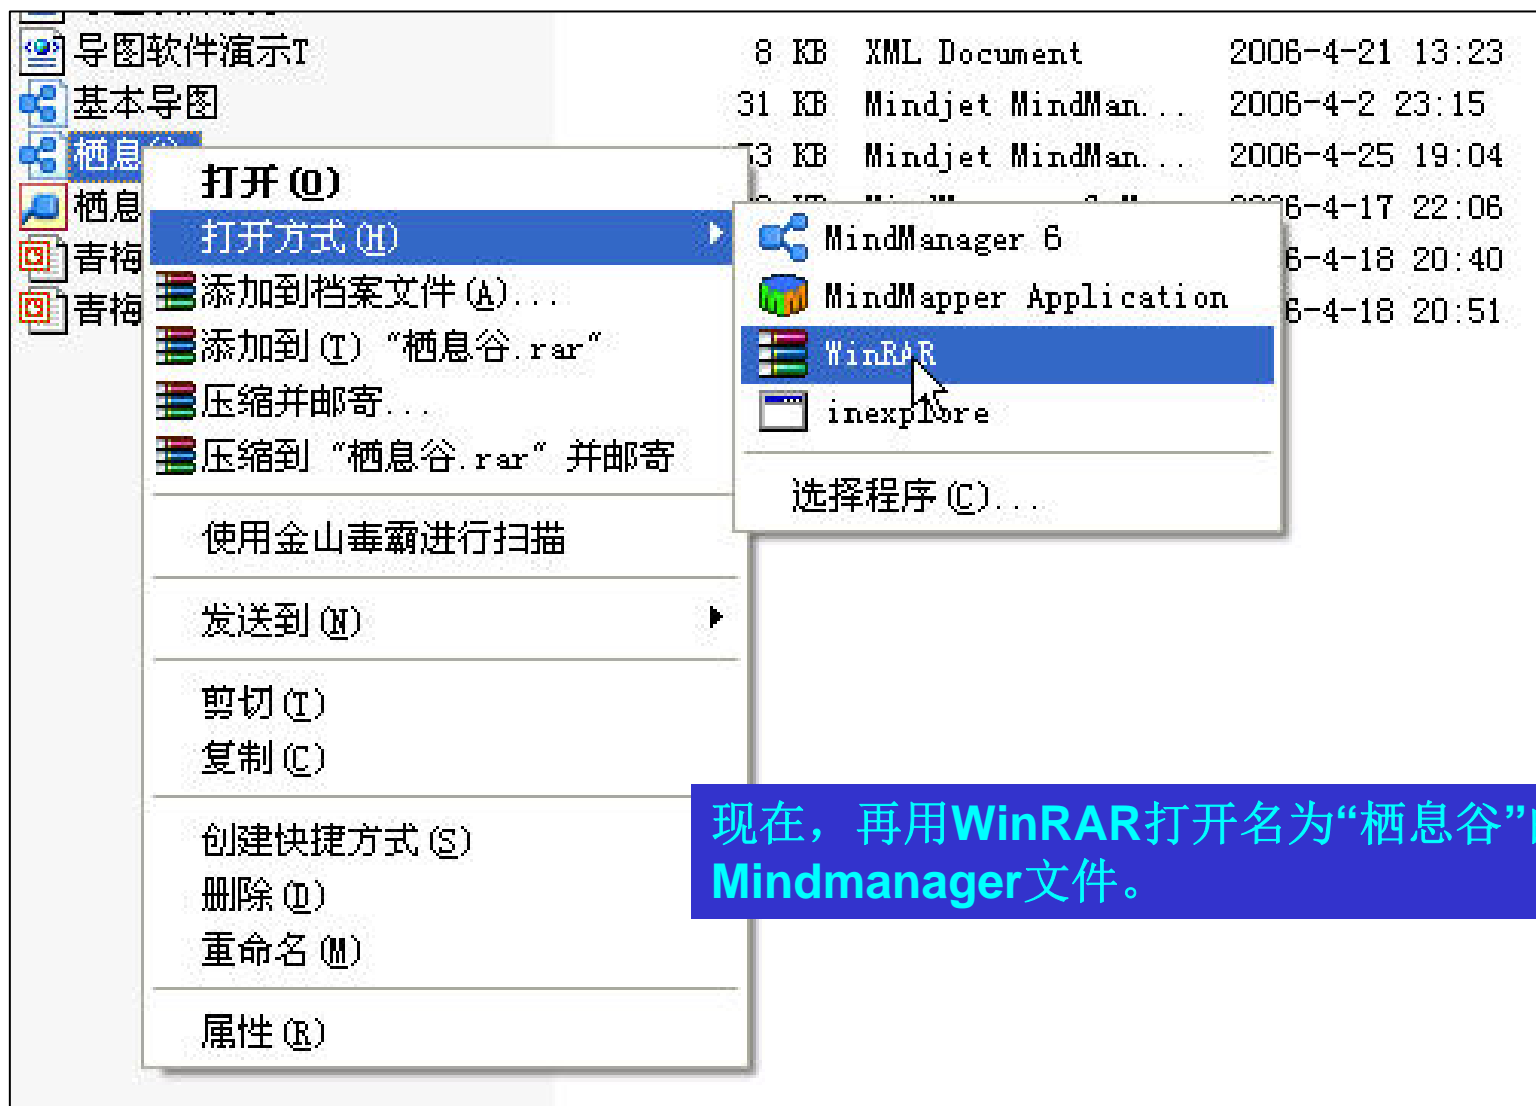 导图软件演示T 8 KB XML Document 2006-4-21 13:23
基本导图 31 KB Mindjet MindMan... 2006-4-2 23:15
栖息 3 KB Mindjet MindMan... 2006-4-25 19:04
栖息 6-4-17 22:06
青梅 6-4-18 20:40
青梅 6-4-18 20:51
打开(O)
打开方式(H)
添加到档案文件(A)...
添加到(T) “栖息谷.rar“
压缩并邮寄...
压缩到 “栖息谷.rar“ 并邮寄
使用金山毒霸进行扫描
发送到(N)
剪切(T)
复制(C)
创建快捷方式(S)
删除(D)
重命名(M)
属性(R)
MindManager 6
MindMapper Application
WinRAR
inexplore
选择程序(C)...
现在，再用WinRAR打开名为“栖息谷”
Mindmanager文件。